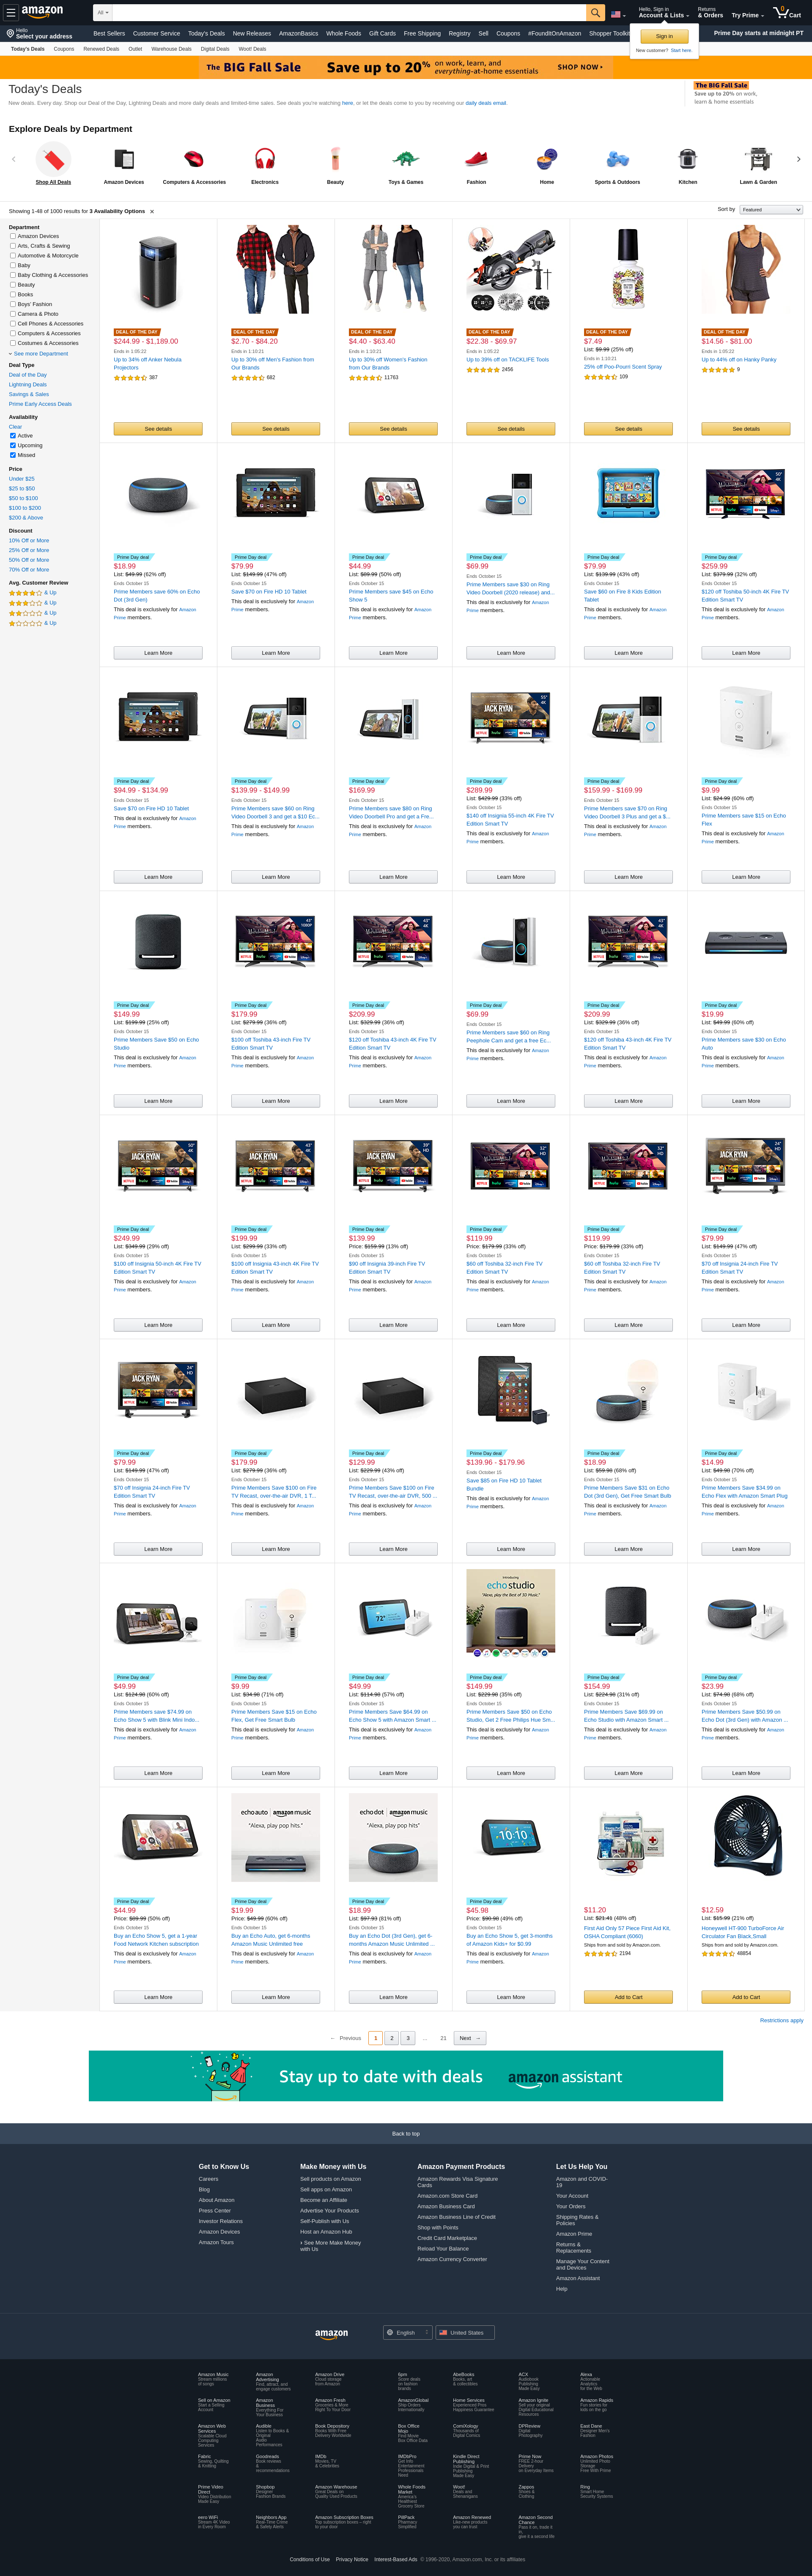 amazon
All
Hello, Sign in
Account & Lists
Returns
& Orders
Try Prime
0
Cart
Hello
Select your address
Best Sellers
Customer Service
Today's Deals
New Releases
AmazonBasics
Whole Foods
Gift Cards
Free Shipping
Registry
Sell
Coupons
#FoundItOnAmazon
Shopper Toolkit
Prime Day starts at midnight PT
Sign in
New customer? Start here.
Today's Deals
Coupons
Renewed Deals
Outlet
Warehouse Deals
Digital Deals
Woot! Deals
The BIG Fall Sale
Save up to 20% on work, learn, and everything-at-home essentials
SHOP NOW ›
Today's Deals
New deals. Every day. Shop our Deal of the Day, Lightning Deals and more daily deals and limited-time sales. See deals you're watching here, or let the deals come to you by receiving our daily deals email.
The BIG Fall Sale
Save up to 20% on work,
learn & home essentials
Explore Deals by Department
Shop All Deals
Amazon Devices
Computers & Accessories
Electronics
Beauty
Toys & Games
Fashion
Home
Sports & Outdoors
Kitchen
Lawn & Garden
Showing 1-48 of 1000 results for 3 Availability Options
Sort by
Featured
Department
Amazon Devices
Arts, Crafts & Sewing
Automotive & Motorcycle
Baby
Baby Clothing & Accessories
Beauty
Books
Boys' Fashion
Camera & Photo
Cell Phones & Accessories
Computers & Accessories
Costumes & Accessories
See more Department
Deal Type
Deal of the Day
Lightning Deals
Savings & Sales
Prime Early Access Deals
Availability
Clear
Active
Upcoming
Missed
Price
Under $25
$25 to $50
$50 to $100
$100 to $200
$200 & Above
Discount
10% Off or More
25% Off or More
50% Off or More
70% Off or More
Avg. Customer Review
& Up
& Up
& Up
& Up
DEAL OF THE DAY
$244.99 - $1,189.00
Ends in 1:05:22
Up to 34% off Anker Nebula Projectors
387
See details
DEAL OF THE DAY
$2.70 - $84.20
Ends in 1:10:21
Up to 30% off Men's Fashion from Our Brands
682
See details
DEAL OF THE DAY
$4.40 - $63.40
Ends in 1:10:21
Up to 30% off Women's Fashion from Our Brands
11763
See details
DEAL OF THE DAY
$22.38 - $69.97
Ends in 1:05:22
Up to 39% off on TACKLIFE Tools
2456
See details
DEAL OF THE DAY
$7.49
List: $9.99 (25% off)
Ends in 1:10:21
25% off Poo-Pourri Scent Spray
109
See details
DEAL OF THE DAY
$14.56 - $81.00
Ends in 1:05:22
Up to 44% off on Hanky Panky
9
See details
Prime Day deal
$18.99
List: $49.99 (62% off)
Ends October 15
Prime Members save 60% on Echo Dot (3rd Gen)
This deal is exclusively for Amazon Prime members.
Learn More
Prime Day deal
$79.99
List: $149.99 (47% off)
Ends October 15
Save $70 on Fire HD 10 Tablet
This deal is exclusively for Amazon Prime members.
Learn More
Prime Day deal
$44.99
List: $89.99 (50% off)
Ends October 15
Prime Members save $45 on Echo Show 5
This deal is exclusively for Amazon Prime members.
Learn More
Prime Day deal
$69.99
Ends October 15
Prime Members save $30 on Ring Video Doorbell (2020 release) and...
This deal is exclusively for Amazon Prime members.
Learn More
Prime Day deal
$79.99
List: $139.99 (43% off)
Ends October 15
Save $60 on Fire 8 Kids Edition Tablet
This deal is exclusively for Amazon Prime members.
Learn More
Prime Day deal
$259.99
List: $379.99 (32% off)
Ends October 15
$120 off Toshiba 50-inch 4K Fire TV Edition Smart TV
This deal is exclusively for Amazon Prime members.
Learn More
Prime Day deal
$94.99 - $134.99
Ends October 15
Save $70 on Fire HD 10 Tablet
This deal is exclusively for Amazon Prime members.
Learn More
Prime Day deal
$139.99 - $149.99
Ends October 15
Prime Members save $60 on Ring Video Doorbell 3 and get a $10 Ec...
This deal is exclusively for Amazon Prime members.
Learn More
Prime Day deal
$169.99
Ends October 15
Prime Members save $80 on Ring Video Doorbell Pro and get a Fre...
This deal is exclusively for Amazon Prime members.
Learn More
Prime Day deal
$289.99
List: $429.99 (33% off)
Ends October 15
$140 off Insignia 55-inch 4K Fire TV Edition Smart TV
This deal is exclusively for Amazon Prime members.
Learn More
Prime Day deal
$159.99 - $169.99
Ends October 15
Prime Members save $70 on Ring Video Doorbell 3 Plus and get a $...
This deal is exclusively for Amazon Prime members.
Learn More
Prime Day deal
$9.99
List: $24.99 (60% off)
Ends October 15
Prime Members save $15 on Echo Flex
This deal is exclusively for Amazon Prime members.
Learn More
Prime Day deal
$149.99
List: $199.99 (25% off)
Ends October 15
Prime Members Save $50 on Echo Studio
This deal is exclusively for Amazon Prime members.
Learn More
Prime Day deal
$179.99
List: $279.99 (36% off)
Ends October 15
$100 off Toshiba 43-inch Fire TV Edition Smart TV
This deal is exclusively for Amazon Prime members.
Learn More
Prime Day deal
$209.99
List: $329.99 (36% off)
Ends October 15
$120 off Toshiba 43-inch 4K Fire TV Edition Smart TV
This deal is exclusively for Amazon Prime members.
Learn More
Prime Day deal
$69.99
Ends October 15
Prime Members save $60 on Ring Peephole Cam and get a free Ec...
This deal is exclusively for Amazon Prime members.
Learn More
Prime Day deal
$209.99
List: $329.99 (36% off)
Ends October 15
$120 off Toshiba 43-inch 4K Fire TV Edition Smart TV
This deal is exclusively for Amazon Prime members.
Learn More
Prime Day deal
$19.99
List: $49.99 (60% off)
Ends October 15
Prime Members save $30 on Echo Auto
This deal is exclusively for Amazon Prime members.
Learn More
Prime Day deal
$249.99
List: $349.99 (29% off)
Ends October 15
$100 off Insignia 50-inch 4K Fire TV Edition Smart TV
This deal is exclusively for Amazon Prime members.
Learn More
Prime Day deal
$199.99
List: $299.99 (33% off)
Ends October 15
$100 off Insignia 43-inch 4K Fire TV Edition Smart TV
This deal is exclusively for Amazon Prime members.
Learn More
Prime Day deal
$139.99
Price: $159.99 (13% off)
Ends October 15
$90 off Insignia 39-inch Fire TV Edition Smart TV
This deal is exclusively for Amazon Prime members.
Learn More
Prime Day deal
$119.99
Price: $179.99 (33% off)
Ends October 15
$60 off Toshiba 32-inch Fire TV Edition Smart TV
This deal is exclusively for Amazon Prime members.
Learn More
Prime Day deal
$119.99
Price: $179.99 (33% off)
Ends October 15
$60 off Toshiba 32-inch Fire TV Edition Smart TV
This deal is exclusively for Amazon Prime members.
Learn More
Prime Day deal
$79.99
List: $149.99 (47% off)
Ends October 15
$70 off Insignia 24-inch Fire TV Edition Smart TV
This deal is exclusively for Amazon Prime members.
Learn More
Prime Day deal
$79.99
List: $149.99 (47% off)
Ends October 15
$70 off Insignia 24-inch Fire TV Edition Smart TV
This deal is exclusively for Amazon Prime members.
Learn More
Prime Day deal
$179.99
List: $279.99 (36% off)
Ends October 15
Prime Members Save $100 on Fire TV Recast, over-the-air DVR, 1 T...
This deal is exclusively for Amazon Prime members.
Learn More
Prime Day deal
$129.99
List: $229.99 (43% off)
Ends October 15
Prime Members Save $100 on Fire TV Recast, over-the-air DVR, 500 ...
This deal is exclusively for Amazon Prime members.
Learn More
Prime Day deal
$139.96 - $179.96
Ends October 15
Save $85 on Fire HD 10 Tablet Bundle
This deal is exclusively for Amazon Prime members.
Learn More
Prime Day deal
$18.99
List: $59.98 (68% off)
Ends October 15
Prime Members Save $31 on Echo Dot (3rd Gen), Get Free Smart Bulb
This deal is exclusively for Amazon Prime members.
Learn More
Prime Day deal
$14.99
List: $49.98 (70% off)
Ends October 15
Prime Members Save $34.99 on Echo Flex with Amazon Smart Plug
This deal is exclusively for Amazon Prime members.
Learn More
Prime Day deal
$49.99
List: $124.98 (60% off)
Ends October 15
Prime Members save $74.99 on Echo Show 5 with Blink Mini Indo...
This deal is exclusively for Amazon Prime members.
Learn More
Prime Day deal
$9.99
List: $34.98 (71% off)
Ends October 15
Prime Members Save $15 on Echo Flex, Get Free Smart Bulb
This deal is exclusively for Amazon Prime members.
Learn More
Prime Day deal
$49.99
List: $114.98 (57% off)
Ends October 15
Prime Members Save $64.99 on Echo Show 5 with Amazon Smart ...
This deal is exclusively for Amazon Prime members.
Learn More
Introducing
echo studio
Prime Day deal
$149.99
List: $229.98 (35% off)
Ends October 15
Prime Members Save $50 on Echo Studio, Get 2 Free Philips Hue Sm...
This deal is exclusively for Amazon Prime members.
Learn More
Prime Day deal
$154.99
List: $224.98 (31% off)
Ends October 15
Prime Members Save $69.99 on Echo Studio with Amazon Smart ...
This deal is exclusively for Amazon Prime members.
Learn More
Prime Day deal
$23.99
List: $74.98 (68% off)
Ends October 15
Prime Members Save $50.99 on Echo Dot (3rd Gen) with Amazon ...
This deal is exclusively for Amazon Prime members.
Learn More
Prime Day deal
$44.99
Price: $89.99 (50% off)
Ends October 15
Buy an Echo Show 5, get a 1-year Food Network Kitchen subscription
This deal is exclusively for Amazon Prime members.
Learn More
echo auto | amazon music
"Alexa, play pop hits."
Prime Day deal
$19.99
Price: $49.99 (60% off)
Ends October 15
Buy an Echo Auto, get 6-months Amazon Music Unlimited free
This deal is exclusively for Amazon Prime members.
Learn More
echo dot | amazon music
"Alexa, play pop hits"
Prime Day deal
$18.99
List: $97.93 (81% off)
Ends October 15
Buy an Echo Dot (3rd Gen), get 6-months Amazon Music Unlimited ...
This deal is exclusively for Amazon Prime members.
Learn More
10:10
Prime Day deal
$45.98
Price: $90.98 (49% off)
Ends October 15
Buy an Echo Show 5, get 3-months of Amazon Kids+ for $0.99
This deal is exclusively for Amazon Prime members.
Learn More
$11.20
List: $21.41 (48% off)
First Aid Only 57 Piece First Aid Kit, OSHA Compliant (6060)
Ships from and sold by Amazon.com.
2194
Add to Cart
$12.59
List: $15.99 (21% off)
Honeywell HT-900 TurboForce Air Circulator Fan Black,Small
Ships from and sold by Amazon.com.
48854
Add to Cart
Restrictions apply
← Previous
1
2
3
...
21
Next →
Stay up to date with deals
amazon assistant
Back to top
Get to Know Us
Careers
Blog
About Amazon
Press Center
Investor Relations
Amazon Devices
Amazon Tours
Make Money with Us
Sell products on Amazon
Sell apps on Amazon
Become an Affiliate
Advertise Your Products
Self-Publish with Us
Host an Amazon Hub
› See More Make Money with Us
Amazon Payment Products
Amazon Rewards Visa Signature Cards
Amazon.com Store Card
Amazon Business Card
Amazon Business Line of Credit
Shop with Points
Credit Card Marketplace
Reload Your Balance
Amazon Currency Converter
Let Us Help You
Amazon and COVID-19
Your Account
Your Orders
Shipping Rates & Policies
Amazon Prime
Returns & Replacements
Manage Your Content and Devices
Amazon Assistant
Help
amazon
English
United States
Amazon Music
Stream millions of songs
Amazon Advertising
Find, attract, and engage customers
Amazon Drive
Cloud storage from Amazon
6pm
Score deals on fashion brands
AbeBooks
Books, art & collectibles
ACX
Audiobook Publishing Made Easy
Alexa
Actionable Analytics for the Web
Sell on Amazon
Start a Selling Account
Amazon Business
Everything For Your Business
Amazon Fresh
Groceries & More Right To Your Door
AmazonGlobal
Ship Orders Internationally
Home Services
Experienced Pros Happiness Guarantee
Amazon Ignite
Sell your original Digital Educational Resources
Amazon Rapids
Fun stories for kids on the go
Amazon Web Services
Scalable Cloud Computing Services
Audible
Listen to Books & Original Audio Performances
Book Depository
Books With Free Delivery Worldwide
Box Office Mojo
Find Movie Box Office Data
ComiXology
Thousands of Digital Comics
DPReview
Digital Photography
East Dane
Designer Men's Fashion
Fabric
Sewing, Quilting & Knitting
Goodreads
Book reviews & recommendations
IMDb
Movies, TV & Celebrities
IMDbPro
Get Info Entertainment Professionals Need
Kindle Direct Publishing
Indie Digital & Print Publishing Made Easy
Prime Now
FREE 2-hour Delivery on Everyday Items
Amazon Photos
Unlimited Photo Storage Free With Prime
Prime Video Direct
Video Distribution Made Easy
Shopbop
Designer Fashion Brands
Amazon Warehouse
Great Deals on Quality Used Products
Whole Foods Market
America's Healthiest Grocery Store
Woot!
Deals and Shenanigans
Zappos
Shoes & Clothing
Ring
Smart Home Security Systems
eero WiFi
Stream 4K Video in Every Room
Neighbors App
Real-Time Crime & Safety Alerts
Amazon Subscription Boxes
Top subscription boxes – right to your door
PillPack
Pharmacy Simplified
Amazon Renewed
Like-new products you can trust
Amazon Second Chance
Pass it on, trade it in, give it a second life
Conditions of Use
Privacy Notice
Interest-Based Ads
© 1996-2020, Amazon.com, Inc. or its affiliates